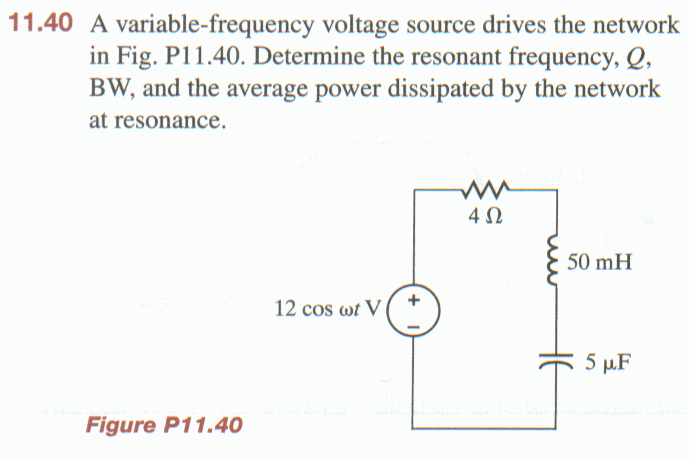 11.40 A variable-frequency voltage source drives the network
in Fig. P11.40. Determine the resonant frequency, Q,
BW, and the average power dissipated by the network
at resonance.
4 Ω
50 mH
12 cos ωt V
+
−
5 μF
Figure P11.40